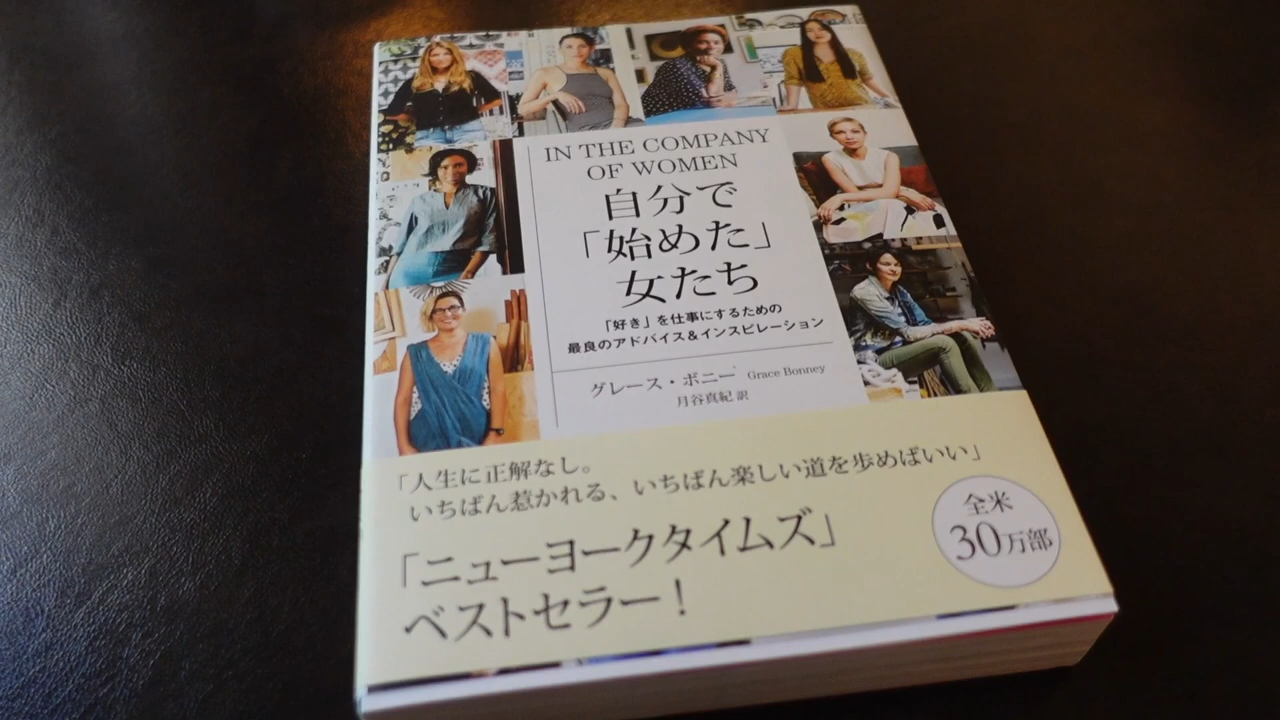 IN THE COMPANY
OF WOMEN
自分で
「始めた」
女たち
「好き」を仕事にするための
最良のアドバイス&インスピレーション
グレース・ボニー Grace Bonney
月谷真紀 訳
「人生に正解なし。
いちばん惹かれる、いちばん楽しい道を歩めばいい」
「ニューヨークタイムズ」
ベストセラー!
全米
30万部